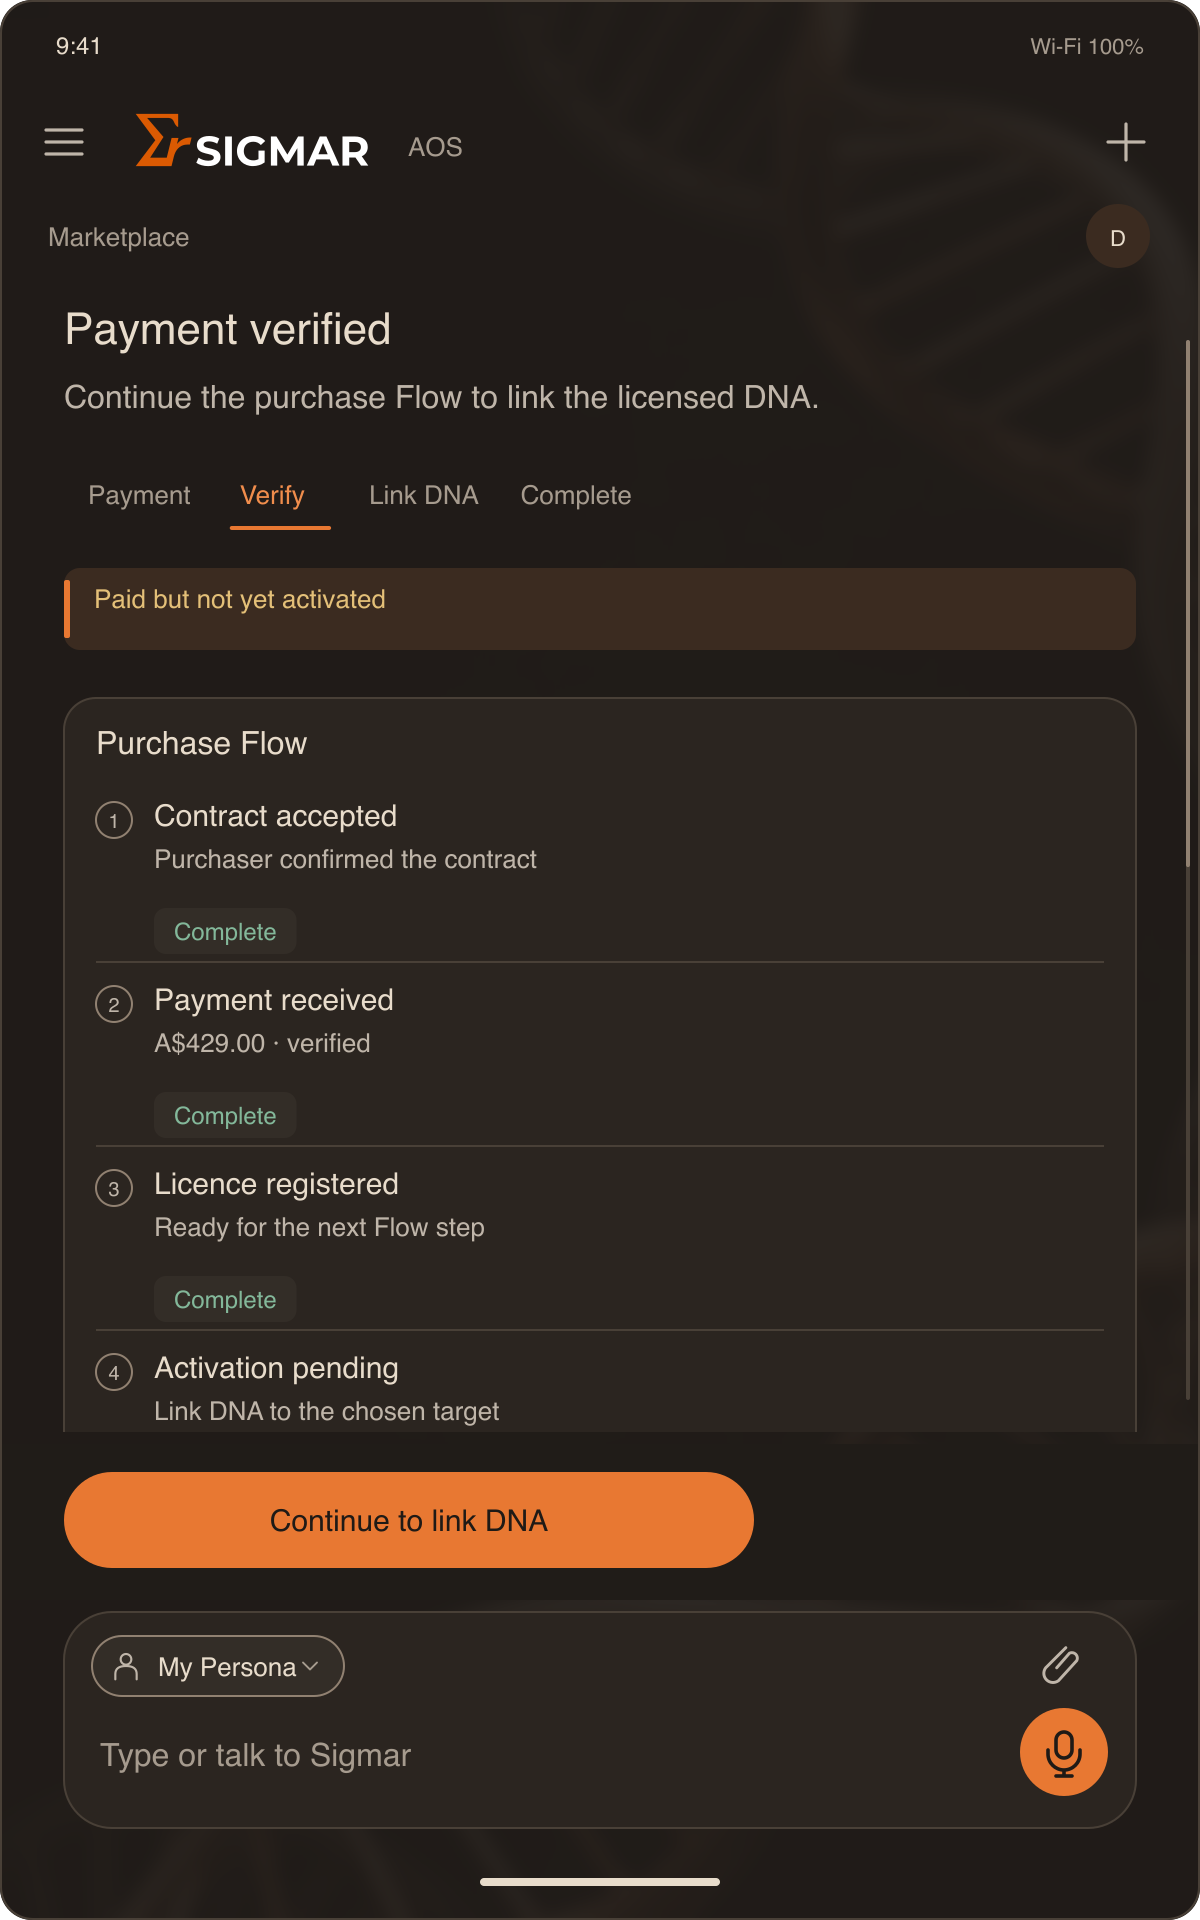 9:41
Wi-Fi 100%
Σr SIGMAR AOS
Marketplace
D
Payment verified
Continue the purchase Flow to link the licensed DNA.
Payment Verify Link DNA Complete
Paid but not yet activated
Purchase Flow
1 Contract accepted
Purchaser confirmed the contract
Complete
2 Payment received
A$429.00 · verified
Complete
3 Licence registered
Ready for the next Flow step
Complete
4 Activation pending
Link DNA to the chosen target
Continue to link DNA
My Persona
Type or talk to Sigmar